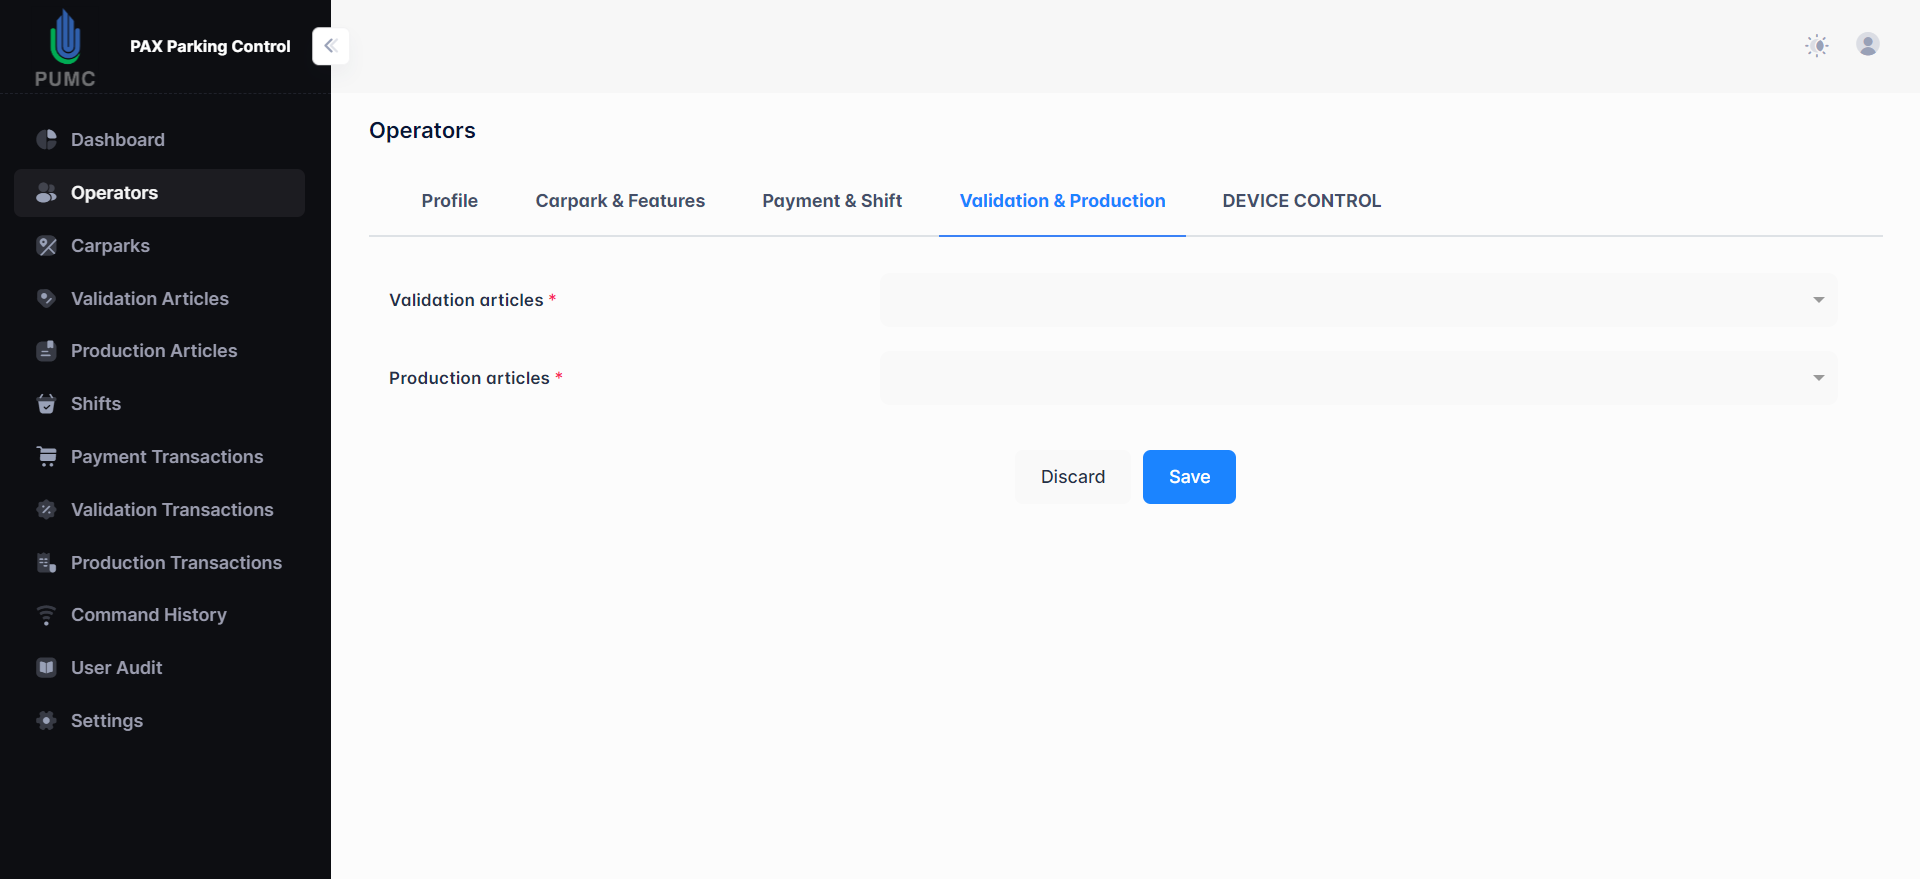 PUMC
PAX Parking Control
Dashboard
Operators
Carparks
Validation Articles
Production Articles
Shifts
Payment Transactions
Validation Transactions
Production Transactions
Command History
User Audit
Settings
Operators
Profile
Carpark & Features
Payment & Shift
Validation & Production
DEVICE CONTROL
Validation articles *
Production articles *
Discard
Save